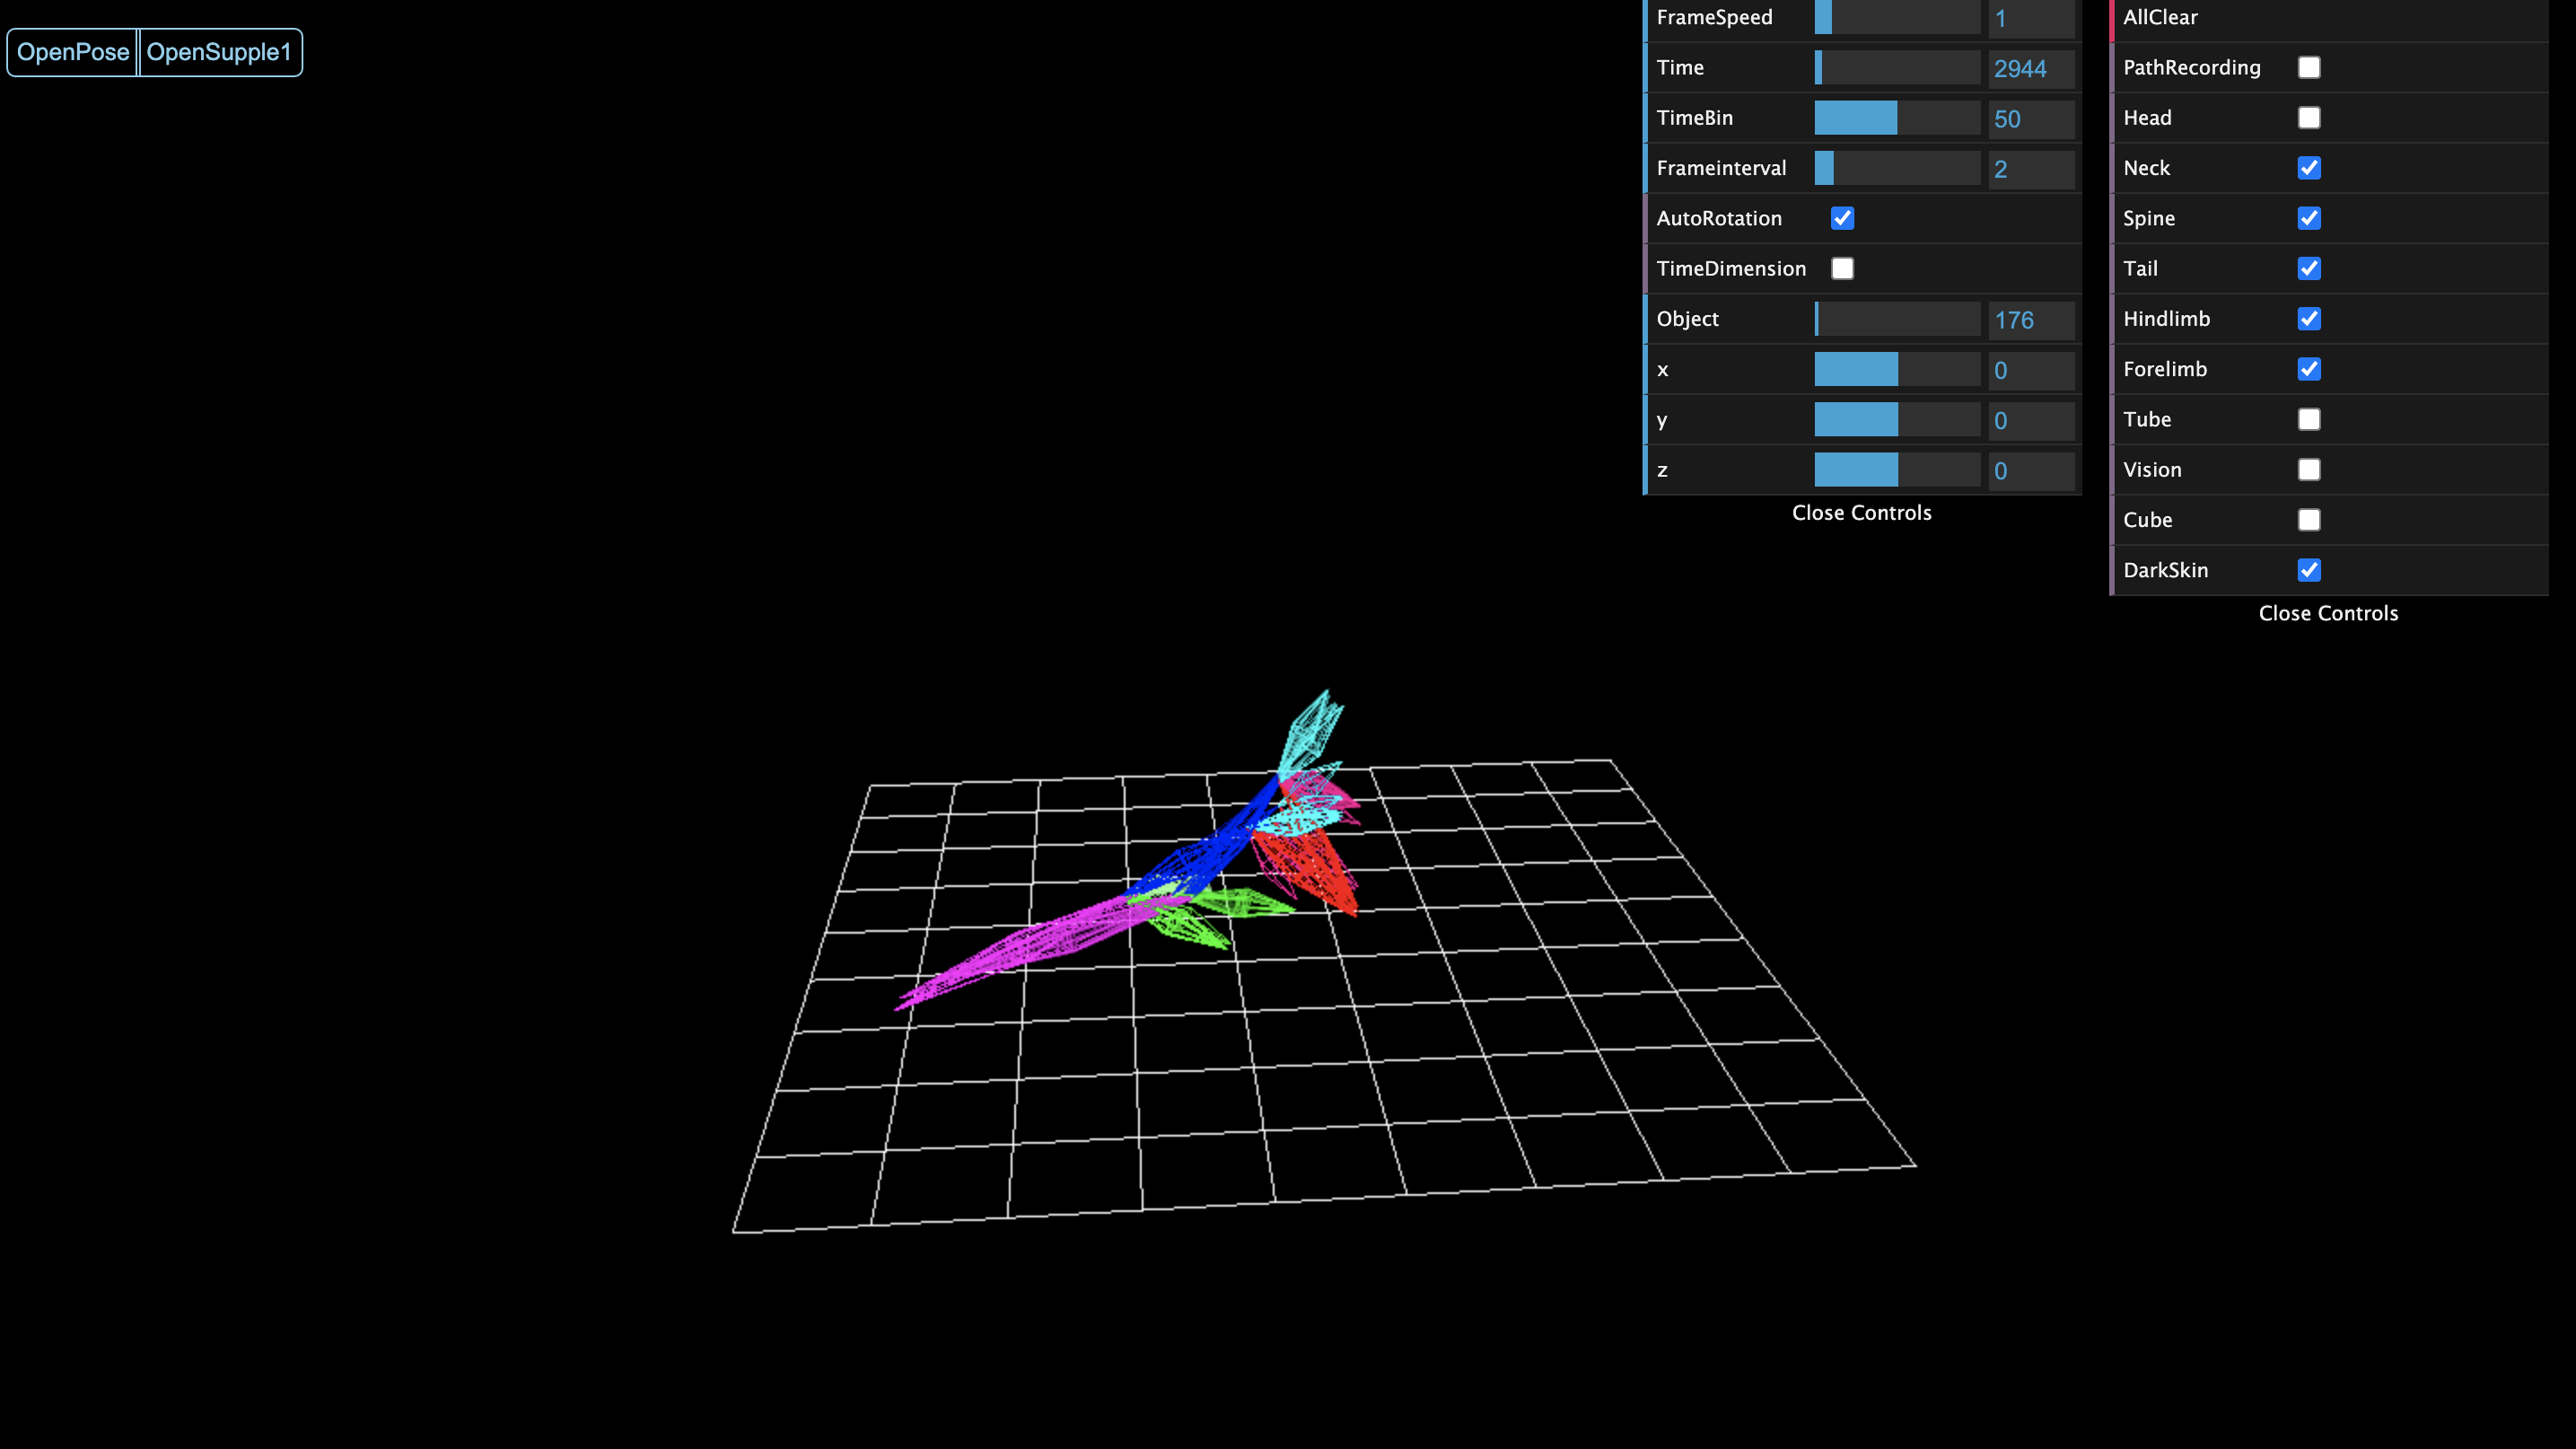 OpenPose OpenSupple1
FrameSpeed 1
Time 2944
TimeBin 50
Frameinterval 2
AutoRotation
TimeDimension
Object 176
x 0
y 0
z 0
Close Controls
AllClear
PathRecording
Head
Neck
Spine
Tail
Hindlimb
Forelimb
Tube
Vision
Cube
DarkSkin
Close Controls